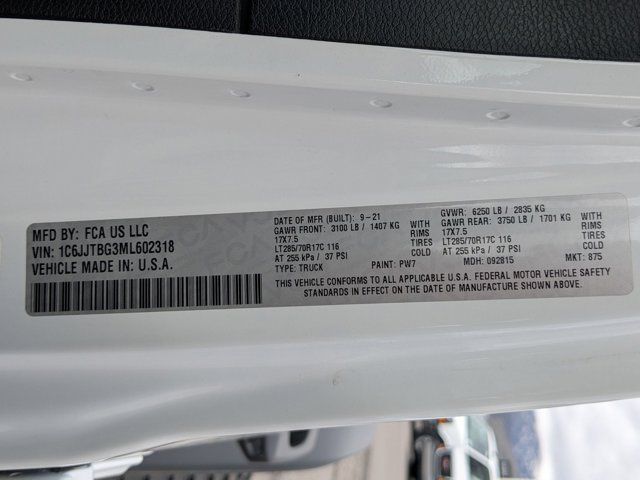 MFD BY: FCA US LLC
VIN: 1C6JJTBG3ML602318
VEHICLE MADE IN: U.S.A.
DATE OF MFR (BUILT): 9-21
GAWR FRONT: 3100 LB / 1407 KG WITH
17X7.5 RIMS
LT285/70R17C 116 TIRES
AT 255 kPa / 37 PSI
TYPE: TRUCK PAINT: PW7
GVWR: 6250 LB / 2835 KG
GAWR REAR: 3750 LB / 1701 KG WITH
17X7.5 RIMS
LT285/70R17C 116 TIRES
AT 255 kPa / 37 PSI
MDH: 092815 MKT: 875
THIS VEHICLE CONFORMS TO ALL APPLICABLE U.S.A. FEDERAL MOTOR VEHICLE SAFETY
STANDARDS IN EFFECT ON THE DATE OF MANUFACTURE SHOWN ABOVE.